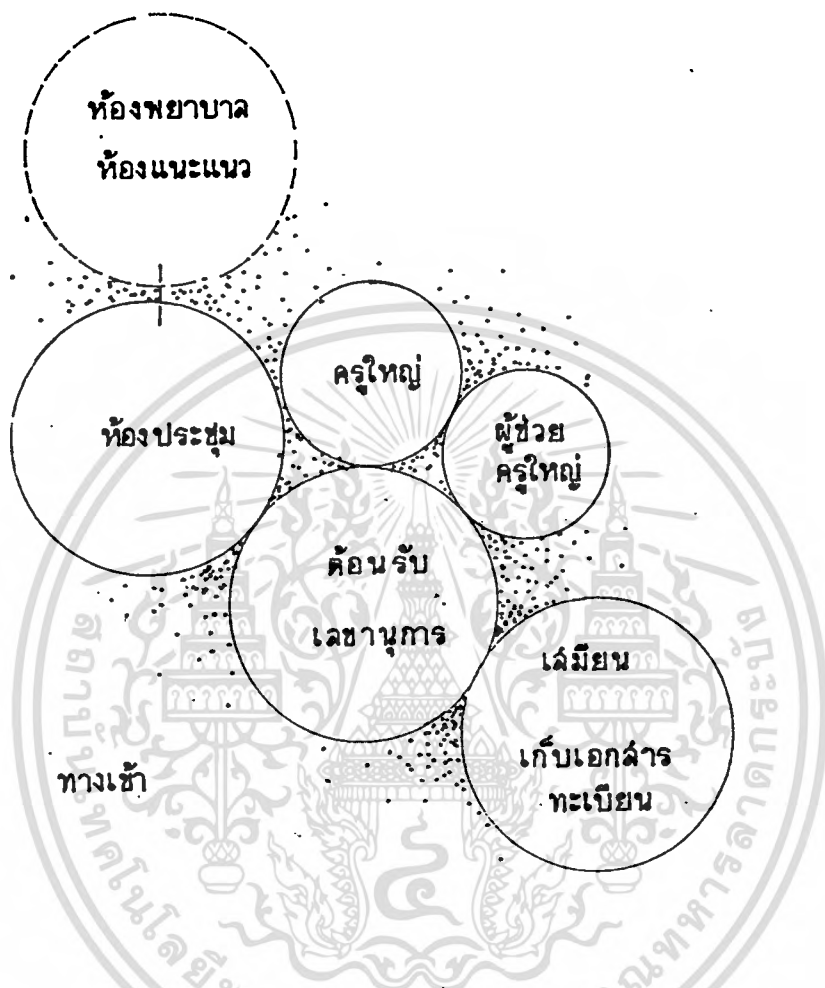 ห้องพยาบาล
ห้องแนะแนว
ครูใหญ่
ห้องประชุม
ผู้ช่วย
ครูใหญ่
ต้อนรับ
เลขานุการ
เสมียน
เก็บเอกสาร
ทะเบียน
ทางเข้า